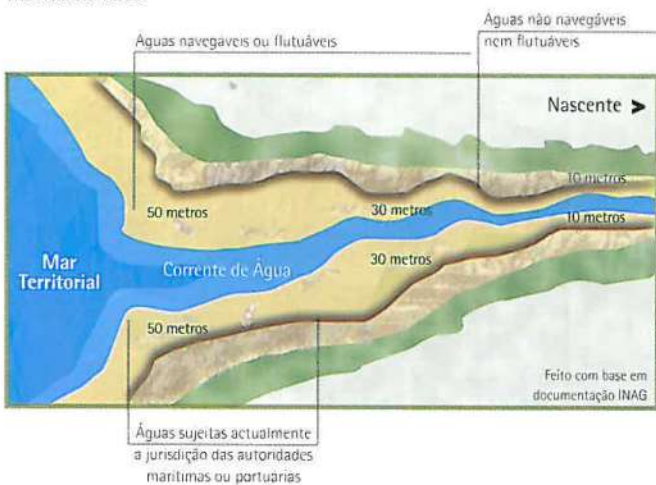 Águas não navegáveis
nem flutuáveis
Águas navegáveis ou flutuáveis
Nascente >
10 metros
50 metros
30 metros
10 metros
Mar
Territorial
Corrente de Água
30 metros
50 metros
Feito com base em
documentação INAG
Águas sujeitas actualmente
a jurisdição das autoridades
marítimas ou portuárias